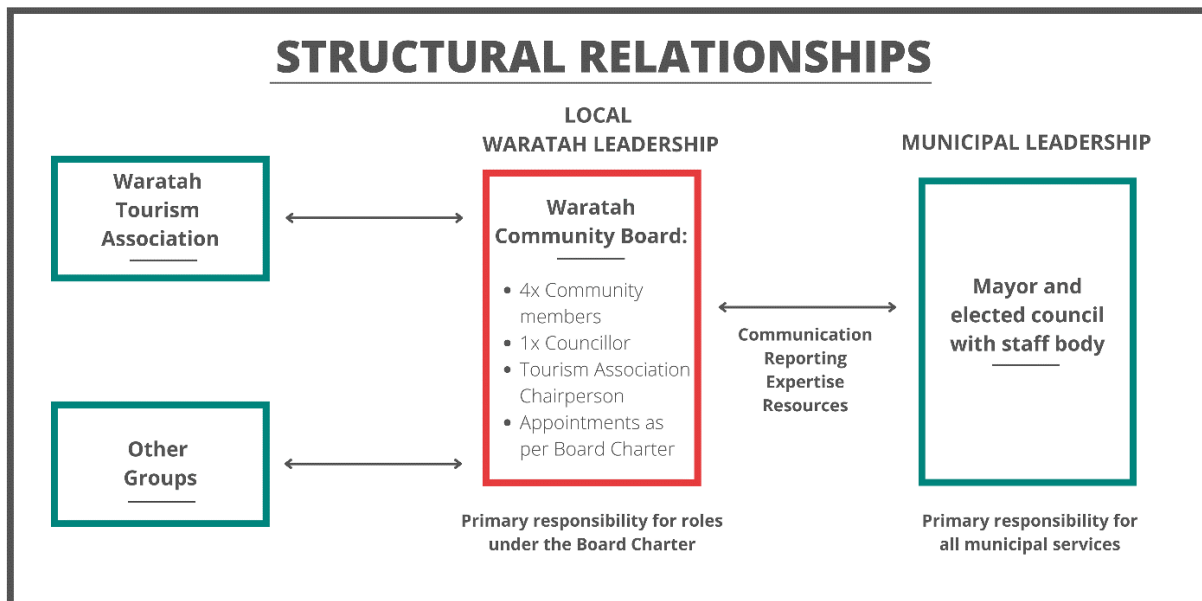 STRUCTURAL RELATIONSHIPS
LOCAL
WARATAH LEADERSHIP
MUNICIPAL LEADERSHIP
Waratah
Tourism
Association
Waratah
Community Board:
• 4x Community
members
• 1x Councillor
• Tourism Association
Chairperson
• Appointments as
per Board Charter
Communication
Reporting
Expertise
Resources
Mayor and
elected council
with staff body
Other
Groups
Primary responsibility for roles
under the Board Charter
Primary responsibility for
all municipal services